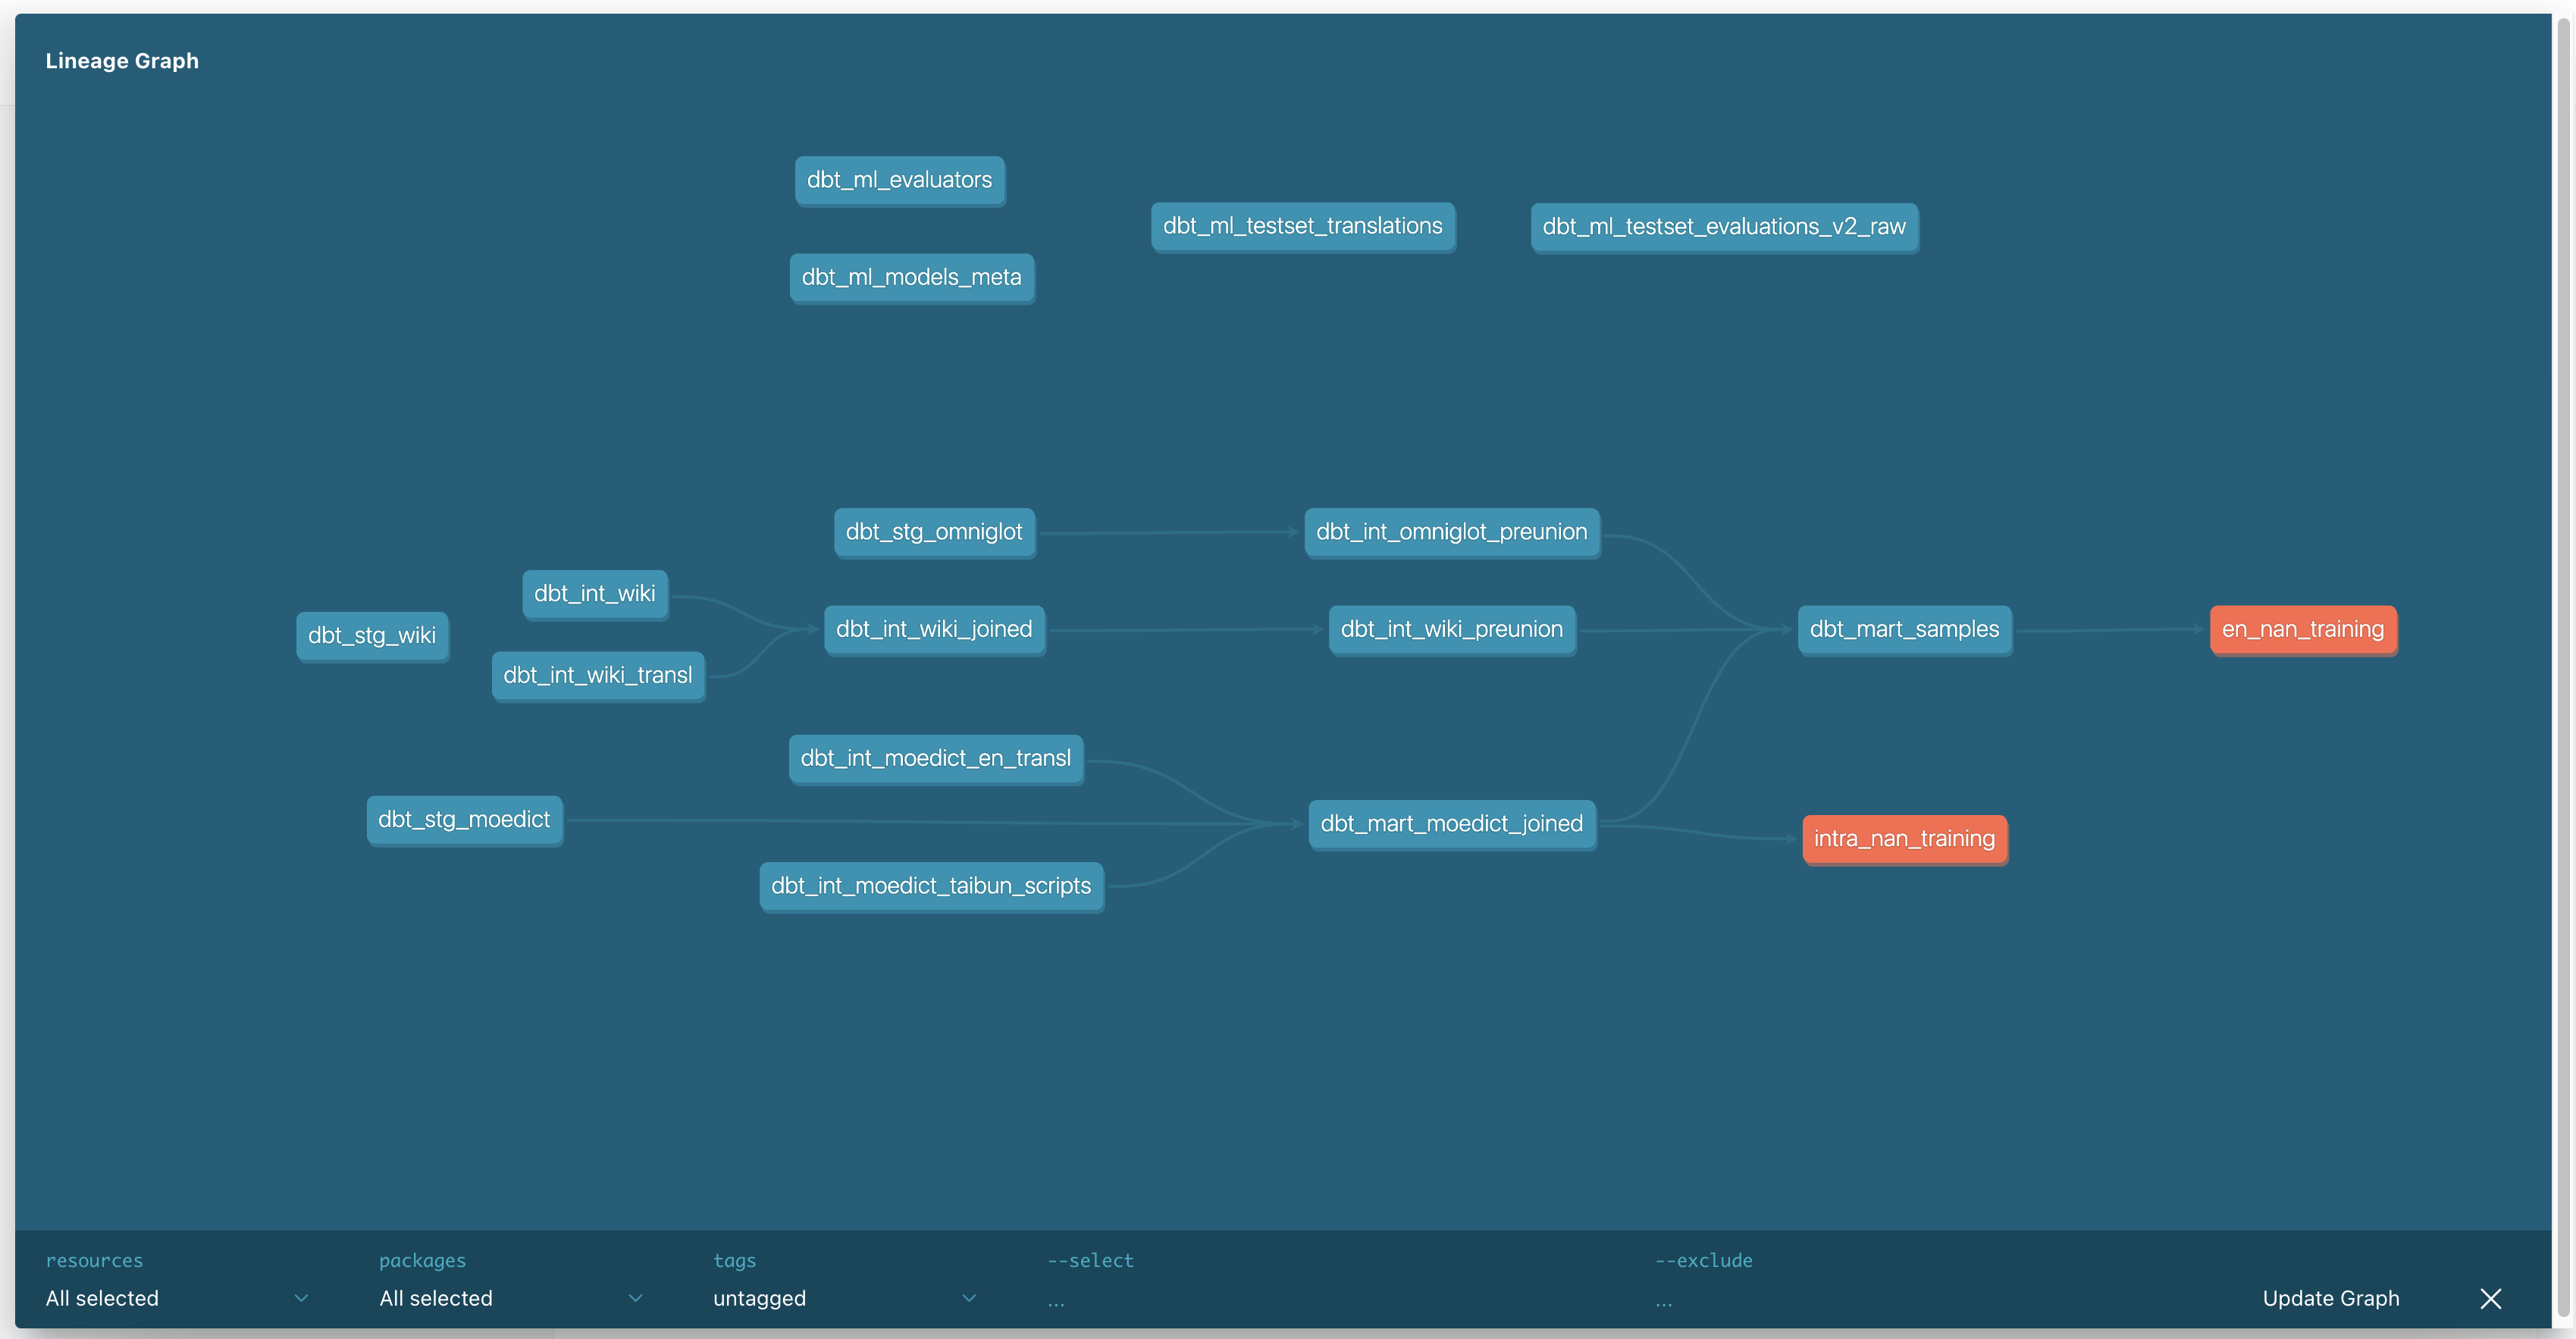 Lineage Graph
dbt_ml_evaluators
dbt_ml_testset_translations
dbt_ml_testset_evaluations_v2_raw
dbt_ml_models_meta
dbt_stg_omniglot
dbt_int_omniglot_preunion
dbt_int_wiki
dbt_stg_wiki
dbt_int_wiki_joined
dbt_int_wiki_preunion
dbt_mart_samples
en_nan_training
dbt_int_wiki_transl
dbt_int_moedict_en_transl
dbt_stg_moedict
dbt_mart_moedict_joined
intra_nan_training
dbt_int_moedict_taibun_scripts
resources
All selected
packages
All selected
tags
untagged
--select
...
--exclude
...
Update Graph